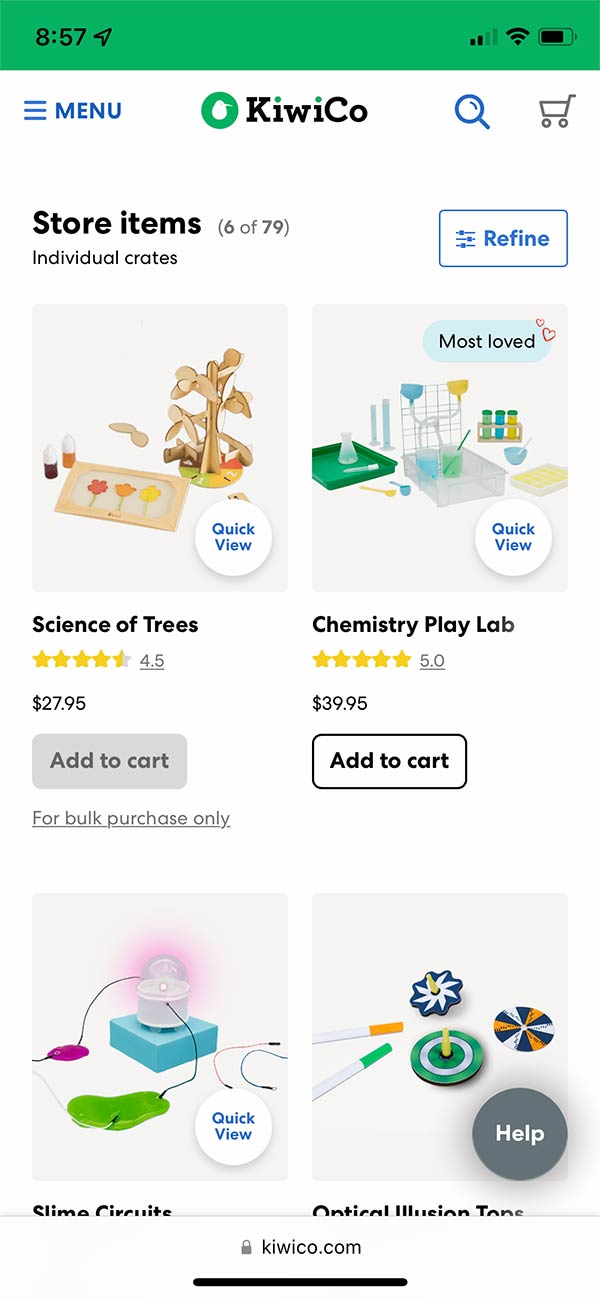 8:57
MENU
KiwiCo
Store items (6 of 79)
Individual crates
Refine
Most loved
Quick
View
Quick
View
Science of Trees
Chemistry Play Lab
4.5
5.0
$27.95
$39.95
Add to cart
Add to cart
For bulk purchase only
Quick
View
Help
Slime Circuits
Optical Illusion Tops
kiwico.com